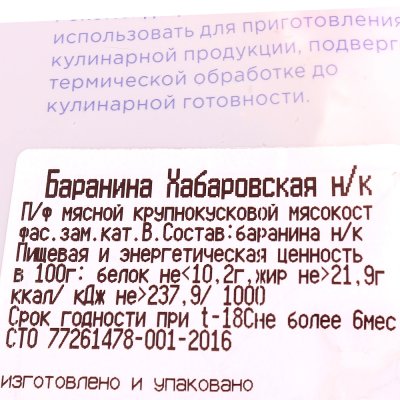 использовать для приготовления
кулинарной продукции, подверг
термической обработке до
кулинарной готовности.
Баранина Хабаровская н/к
П/ф мясной крупнокусковой мясокост
фас.зам.кат.В.Состав:баранина н/к
Пищевая и энергетическая ценность
в 100г: белок не<10,2г,жир не>21,9г
ккал/ кДж не>237,9/ 1000
Срок годности при t-18Сне более 6мес
СТО 77261478-001-2016
изготовлено и упаковано